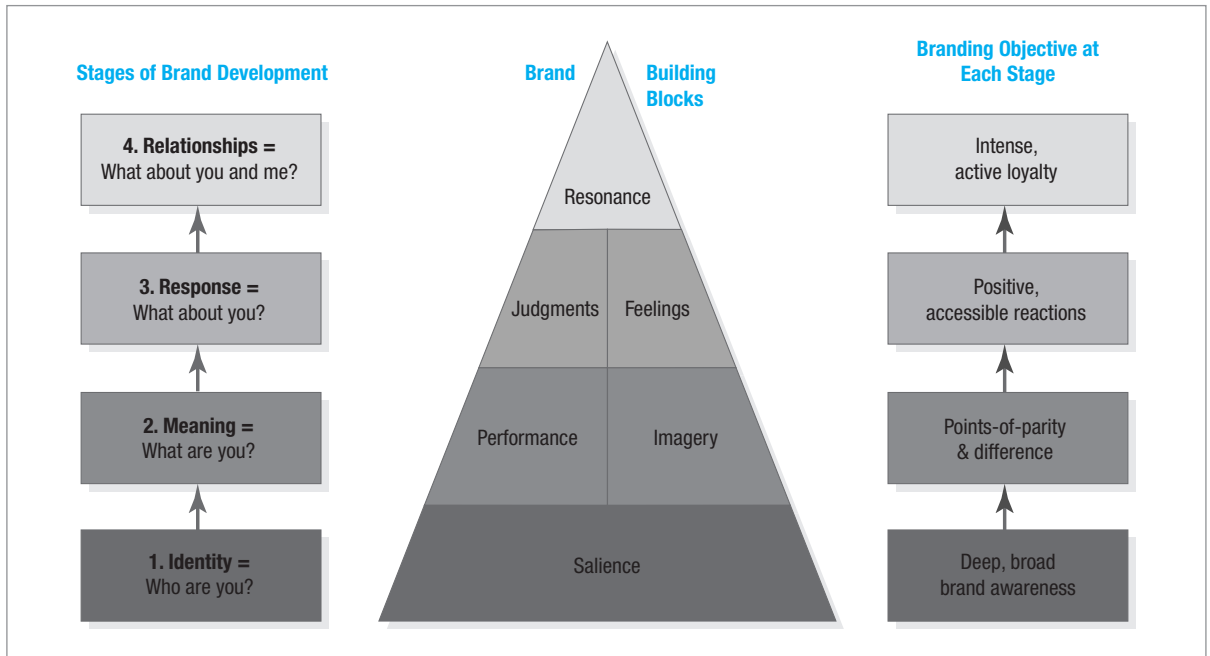 Stages of Brand Development
4. Relationships =
What about you and me?
3. Response =
What about you?
2. Meaning =
What are you?
1. Identity =
Who are you?
Brand
Building
Blocks
Resonance
Judgments
Feelings
Performance
Imagery
Salience
Branding Objective at
Each Stage
Intense,
active loyalty
Positive,
accessible reactions
Points-of-parity
& difference
Deep, broad
brand awareness